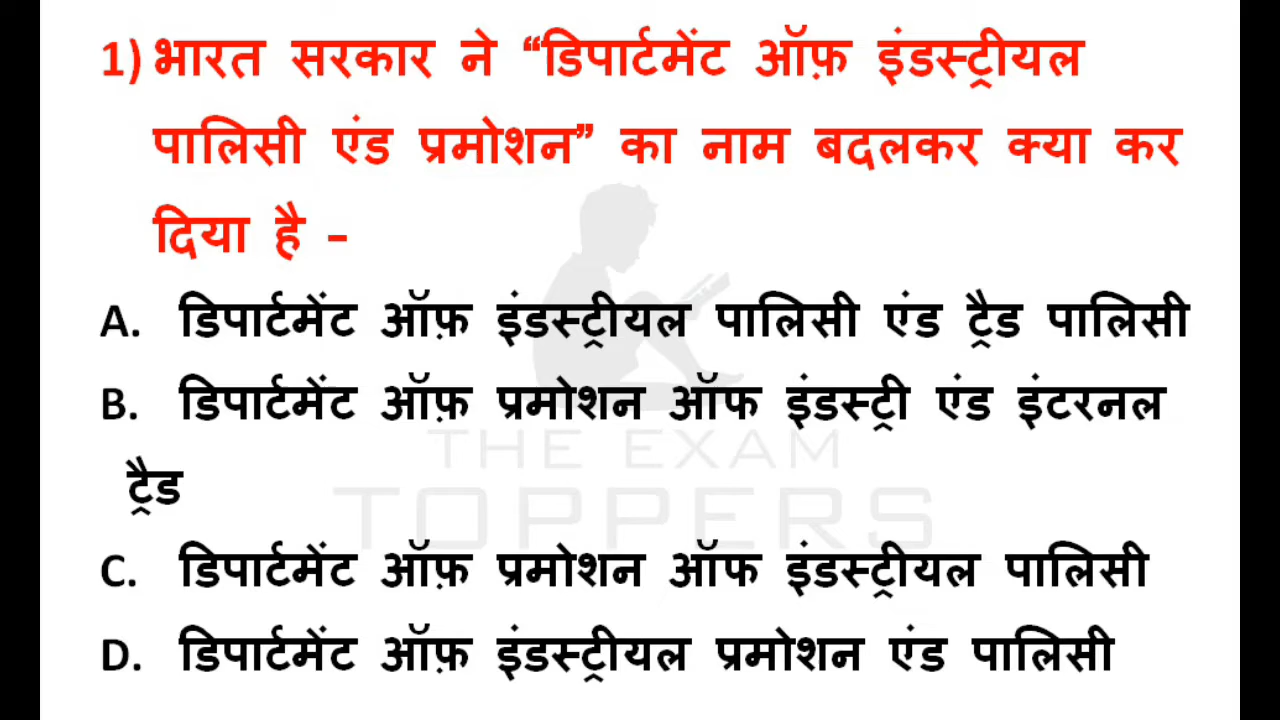 1) भारत सरकार ने “डिपार्टमेंट ऑफ़ इंडस्ट्रीयल
पालिसी एंड प्रमोशन” का नाम बदलकर क्या कर
दिया है -
A. डिपार्टमेंट ऑफ़ इंडस्ट्रीयल पालिसी एंड ट्रैड पालिसी
B. डिपार्टमेंट ऑफ़ प्रमोशन ऑफ इंडस्ट्री एंड इंटरनल
ट्रैड
THE EXAM
TOPPERS
C. डिपार्टमेंट ऑफ़ प्रमोशन ऑफ इंडस्ट्रीयल पालिसी
D. डिपार्टमेंट ऑफ़ इंडस्ट्रीयल प्रमोशन एंड पालिसी